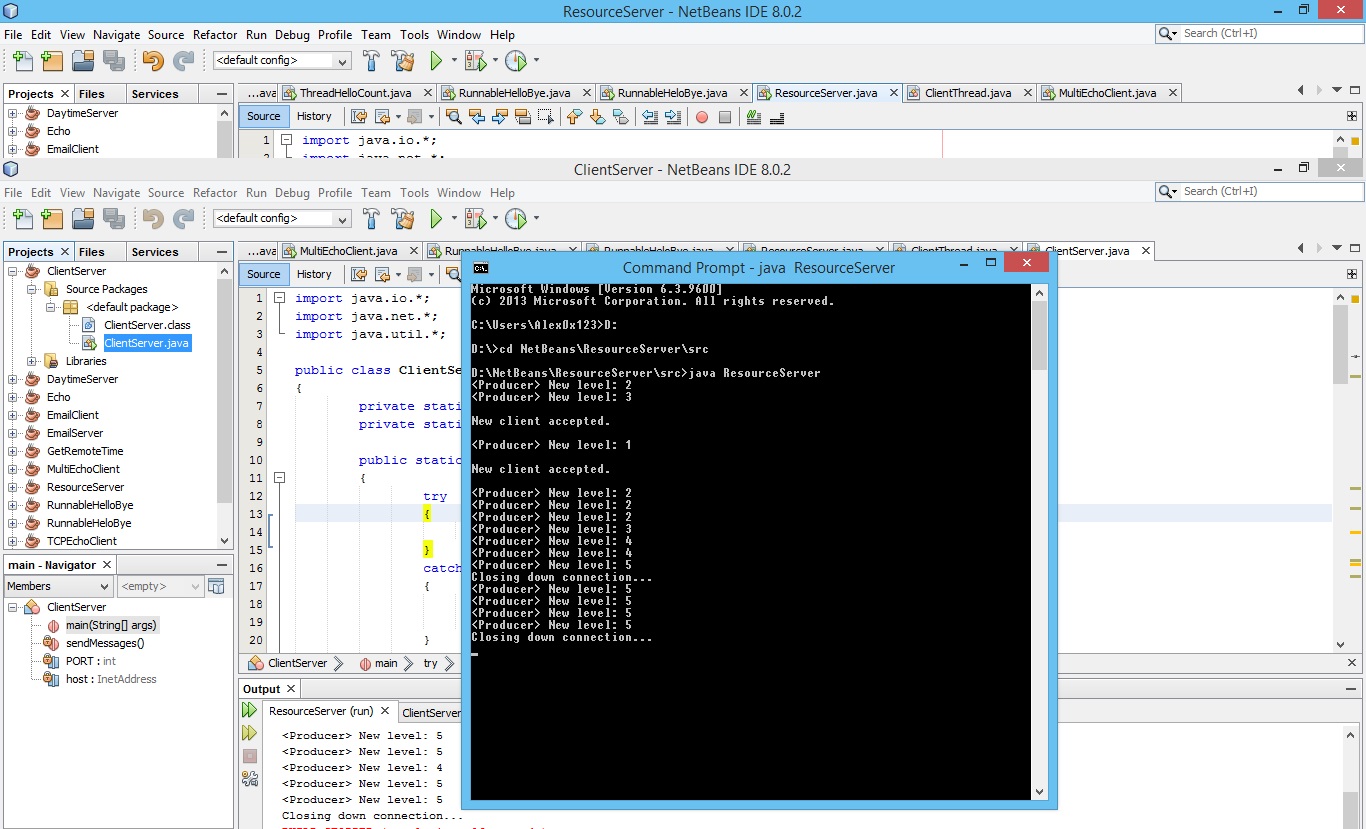 ResourceServer - NetBeans IDE 8.0.2
File Edit View Navigate Source Refactor Run Debug Profile Team Tools Window Help
Search (Ctrl+I)
<default config>
Projects Files Services
...ava ThreadHelloCount.java RunnableHelloBye.java RunnableHeloBye.java ResourceServer.java ClientThread.java MultiEchoClient.java
DaytimeServer
Echo
EmailClient
Source History
1 import java.io.*;
2 import java.net.*;
ClientServer - NetBeans IDE 8.0.2
File Edit View Navigate Source Refactor Run Debug Profile Team Tools Window Help
Search (Ctrl+I)
<default config>
Projects Files Services
...ava MultiEchoClient.java RunnableHelloBye.java RunnableHeloBye.java ResourceServer.java ClientThread.java ClientServer.java
ClientServer
Source Packages
<default package>
ClientServer.class
ClientServer.java
Libraries
DaytimeServer
Echo
EmailClient
EmailServer
GetRemoteTime
MultiEchoClient
ResourceServer
RunnableHelloBye
RunnableHeloBye
TCPEchoClient
main - Navigator
Members <empty>
ClientServer
main(String[] args)
sendMessages()
PORT : int
host : InetAddress
Source History
1 import java.io.*;
2 import java.net.*;
3 import java.util.*;
4
5 public class ClientSe
6 {
7 private stati
8 private stati
9
10 public static
11 {
12 try
13 {
14
15 }
16 catch
17 {
18
19
20 }
ClientServer main try
Output
ResourceServer (run) ClientServer
<Producer> New level: 5
<Producer> New level: 5
<Producer> New level: 4
<Producer> New level: 5
<Producer> New level: 5
Closing down connection...
Command Prompt - java ResourceServer
Microsoft Windows [Version 6.3.9600]
(c) 2013 Microsoft Corporation. All rights reserved.
C:\Users\Alex0x123>D:
D:\>cd NetBeans\ResourceServer\src
D:\NetBeans\ResourceServer\src>java ResourceServer
<Producer> New level: 2
<Producer> New level: 3
New client accepted.
<Producer> New level: 1
New client accepted.
<Producer> New level: 2
<Producer> New level: 2
<Producer> New level: 2
<Producer> New level: 3
<Producer> New level: 4
<Producer> New level: 4
<Producer> New level: 5
Closing down connection...
<Producer> New level: 5
<Producer> New level: 5
<Producer> New level: 5
<Producer> New level: 5
Closing down connection...